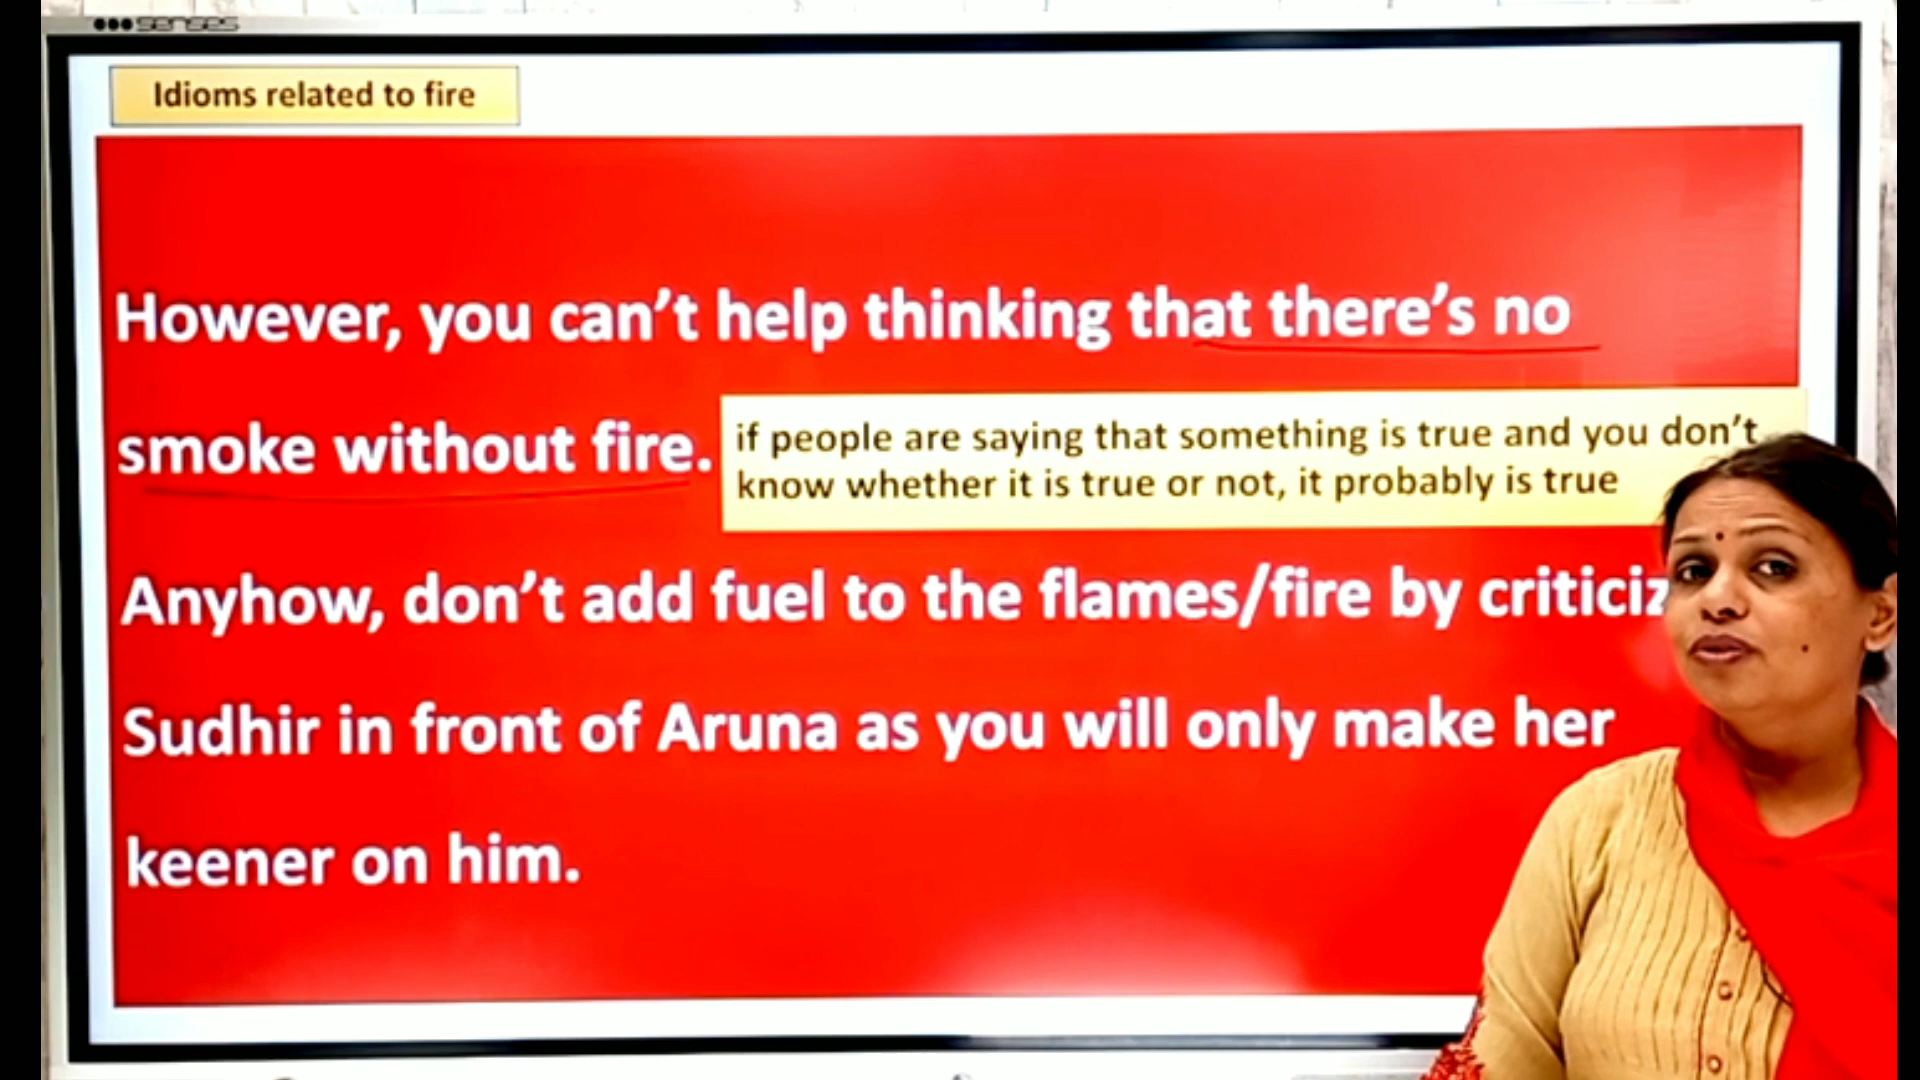 senses
Idioms related to fire
However, you can't help thinking that there's no
smoke without fire.
if people are saying that something is true and you don't
know whether it is true or not, it probably is true
Anyhow, don't add fuel to the flames/fire by criticiz
Sudhir in front of Aruna as you will only make her
keener on him.